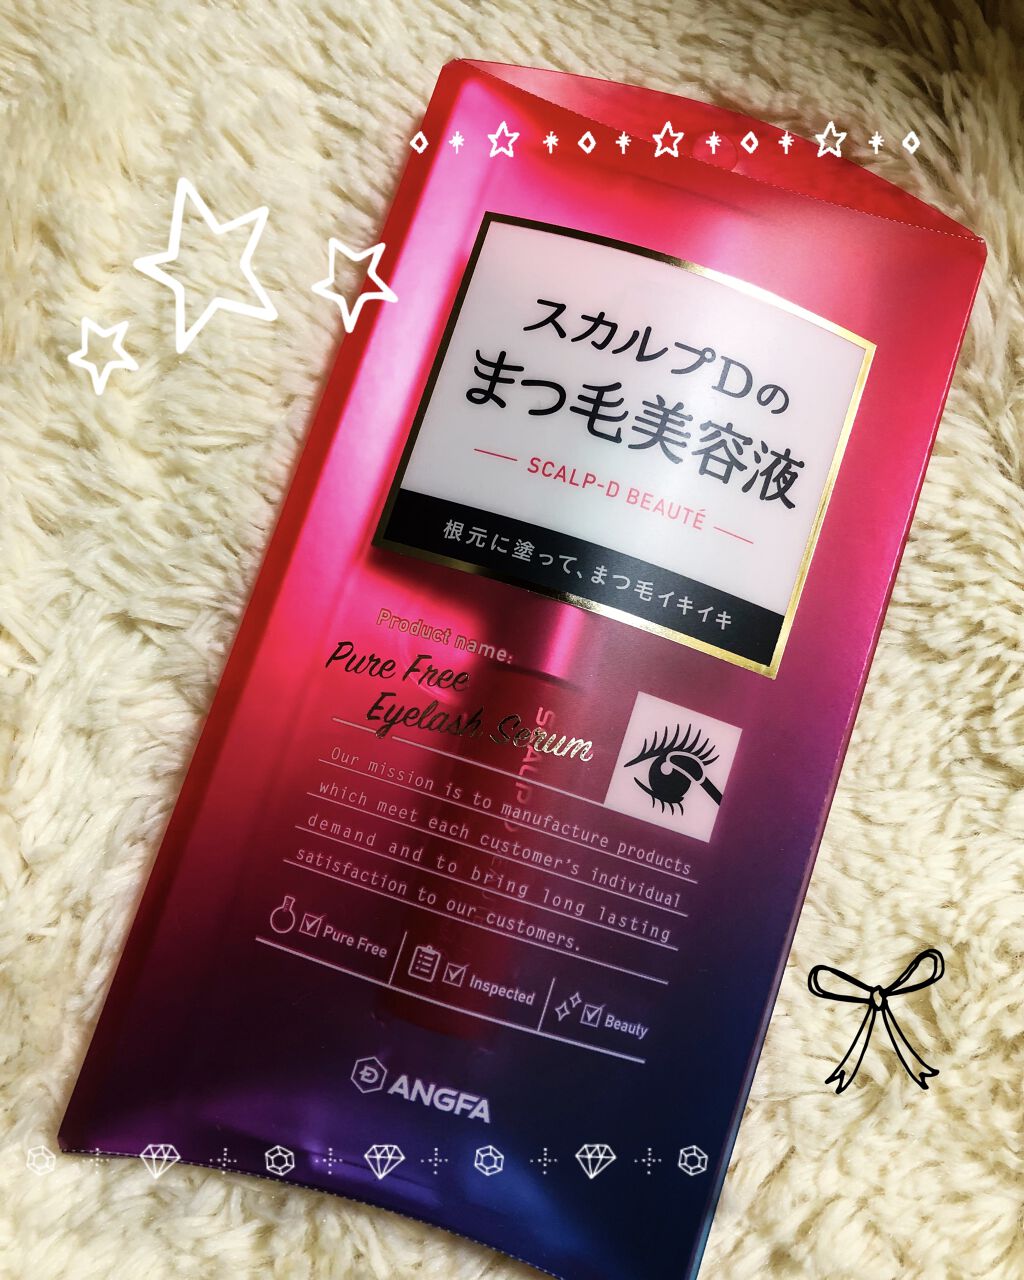 スカルプDの
まつ毛美容液
SCALP-D BEAUTÉ
根元に塗って、まつ毛イキイキ
Product name:
Pure Free
Eyelash Serum
Our mission is to manufacture products
which meet each customer's individual
demand and to bring long lasting
satisfaction to our customers.
Pure Free
Inspected
Beauty
ANGFA